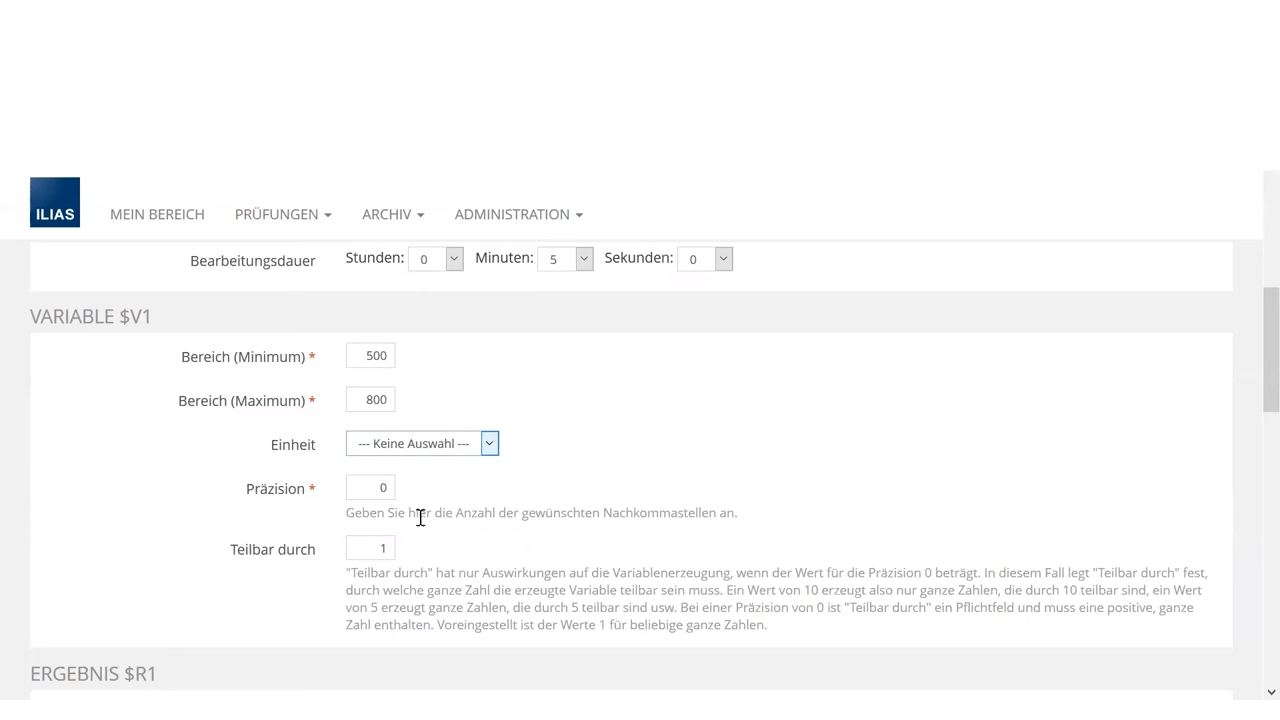 ILIAS
MEIN BEREICH PRÜFUNGEN ARCHIV ADMINISTRATION
Bearbeitungsdauer Stunden: 0 Minuten: 5 Sekunden: 0
VARIABLE $V1
Bereich (Minimum) * 500
Bereich (Maximum) * 800
Einheit --- Keine Auswahl ---
Präzision * 0
Geben Sie hier die Anzahl der gewünschten Nachkommastellen an.
Teilbar durch 1
"Teilbar durch" hat nur Auswirkungen auf die Variablenerzeugung, wenn der Wert für die Präzision 0 beträgt. In diesem Fall legt "Teilbar durch" fest,
durch welche ganze Zahl die erzeugte Variable teilbar sein muss. Ein Wert von 10 erzeugt also nur ganze Zahlen, die durch 10 teilbar sind, ein Wert
von 5 erzeugt ganze Zahlen, die durch 5 teilbar sind usw. Bei einer Präzision von 0 ist "Teilbar durch" ein Pflichtfeld und muss eine positive, ganze
Zahl enthalten. Voreingestellt ist der Werte 1 für beliebige ganze Zahlen.
ERGEBNIS $R1